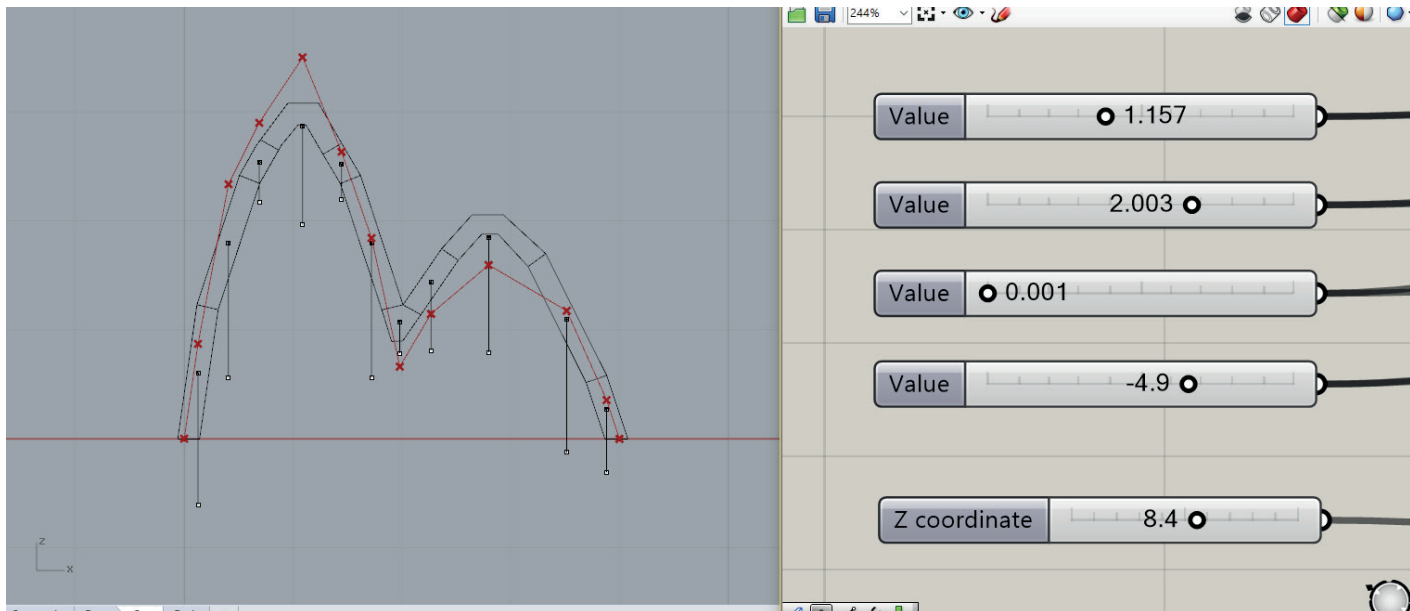 244%
Value 1.157
Value 2.003
Value 0.001
Value -4.9
Z coordinate 8.4
z
x